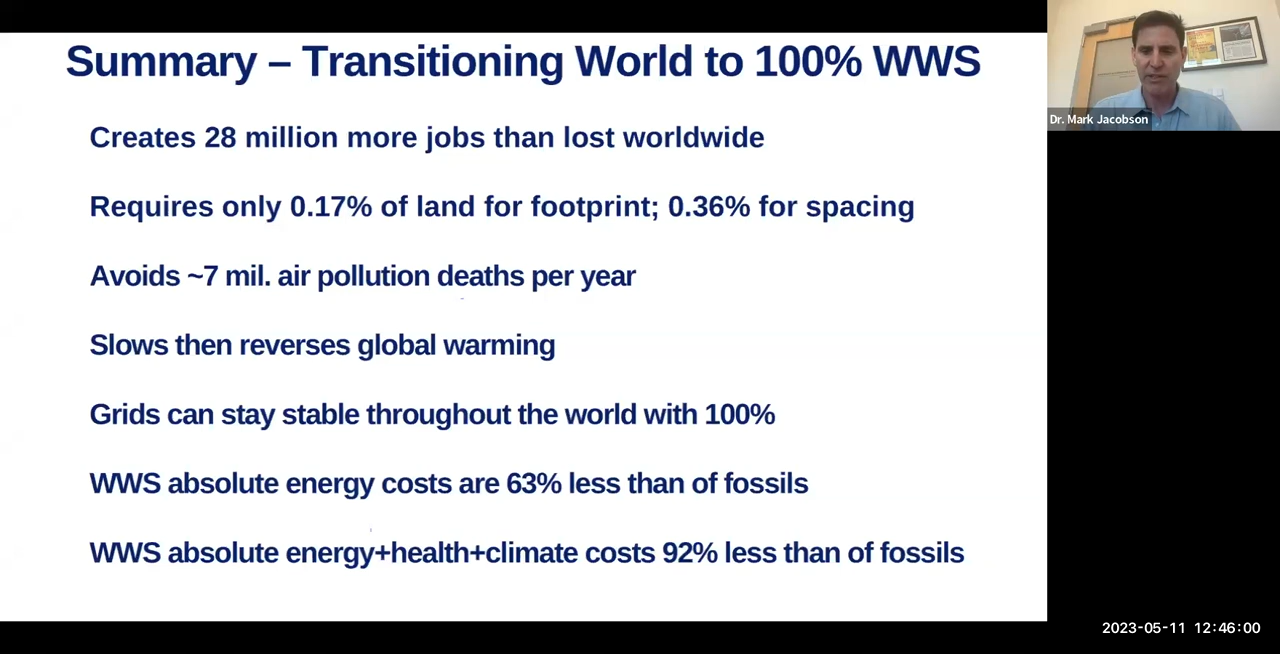 Summary – Transitioning World to 100% WWS
Creates 28 million more jobs than lost worldwide
Requires only 0.17% of land for footprint; 0.36% for spacing
Avoids ~7 mil. air pollution deaths per year
Slows then reverses global warming
Grids can stay stable throughout the world with 100%
WWS absolute energy costs are 63% less than of fossils
WWS absolute energy+health+climate costs 92% less than of fossils
Dr. Mark Jacobson
2023-05-11 12:46:00